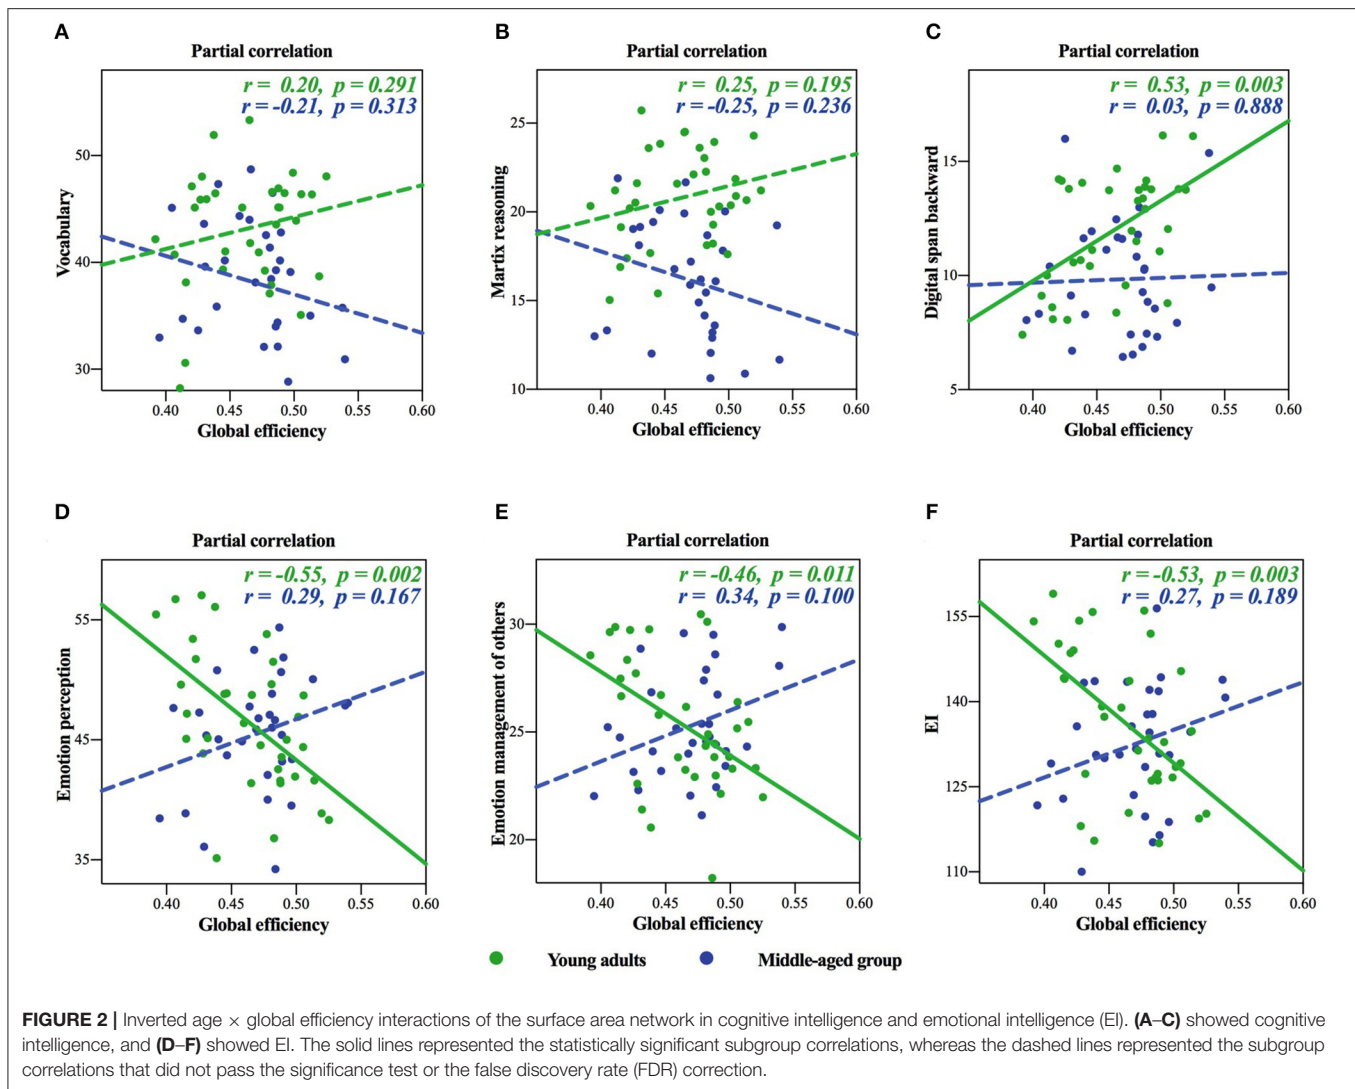 A
Partial correlation
r = 0.20, p = 0.291
r = -0.21, p = 0.313
50
40
30
Vocabulary
0.40 0.45 0.50 0.55 0.60
Global efficiency
B
Partial correlation
r = 0.25, p = 0.195
r = -0.25, p = 0.236
25
20
15
10
Martix reasoning
0.40 0.45 0.50 0.55 0.60
Global efficiency
C
Partial correlation
r = 0.53, p = 0.003
r = 0.03, p = 0.888
15
10
5
Digital span backward
0.40 0.45 0.50 0.55 0.60
Global efficiency
D
Partial correlation
r = -0.55, p = 0.002
r = 0.29, p = 0.167
55
45
35
Emotion perception
0.40 0.45 0.50 0.55 0.60
Global efficiency
E
Partial correlation
r = -0.46, p = 0.011
r = 0.34, p = 0.100
30
25
20
Emotion management of others
0.40 0.45 0.50 0.55 0.60
Global efficiency
F
Partial correlation
r = -0.53, p = 0.003
r = 0.27, p = 0.189
155
140
125
110
EI
0.40 0.45 0.50 0.55 0.60
Global efficiency
Young adults Middle-aged group
FIGURE 2 | Inverted age × global efficiency interactions of the surface area network in cognitive intelligence and emotional intelligence (EI). (A–C) showed cognitive
intelligence, and (D–F) showed EI. The solid lines represented the statistically significant subgroup correlations, whereas the dashed lines represented the subgroup
correlations that did not pass the significance test or the false discovery rate (FDR) correction.